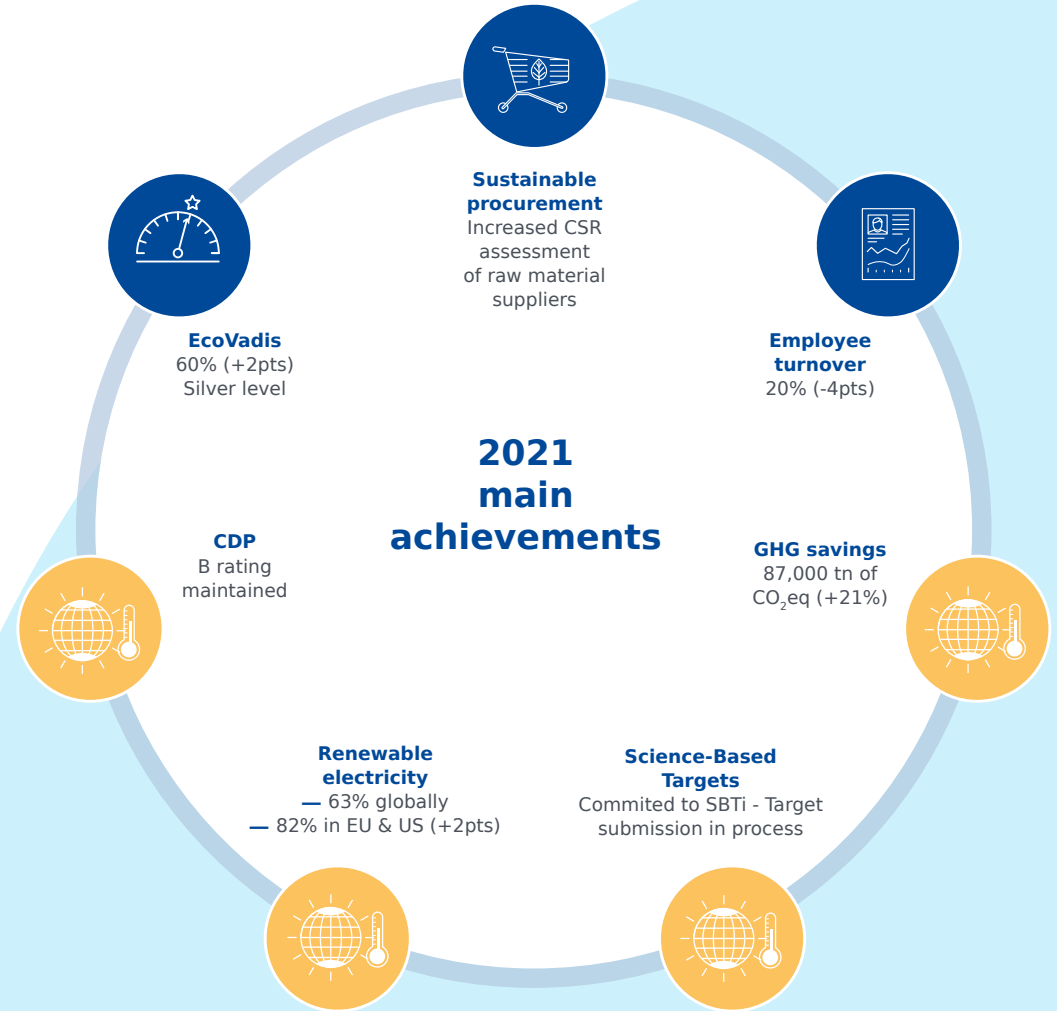 Sustainable
procurement
Increased CSR
assessment
of raw material
suppliers
EcoVadis
60% (+2pts)
Silver level
Employee
turnover
20% (-4pts)
2021
main
achievements
CDP
B rating
maintained
GHG savings
87,000 tn of
CO₂eq (+21%)
Renewable
electricity
— 63% globally
— 82% in EU & US (+2pts)
Science-Based
Targets
Commited to SBTi - Target
submission in process